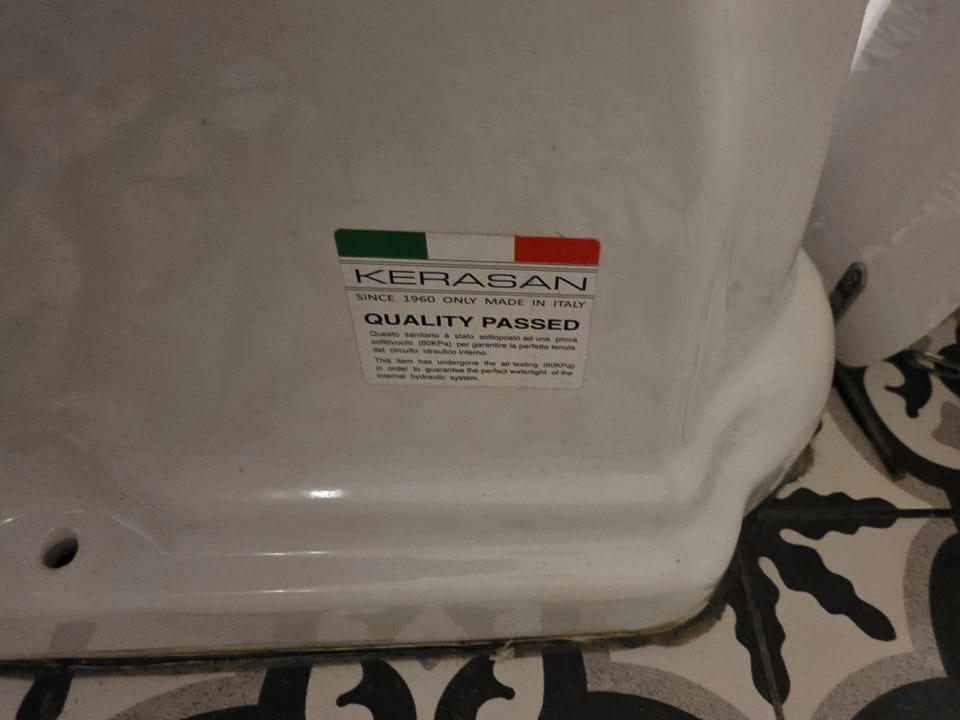 KERASAN
SINCE 1960 ONLY MADE IN ITALY
QUALITY PASSED
Questo sanitario è stato sottoposto ad una prova
sottovuoto (60KPa) per garantire la perfetta tenuta
del circuito idraulico interno.
This item has undergone the air-testing (60KPa)
in order to guarantee the perfect watertight of the
internal hydraulic system.